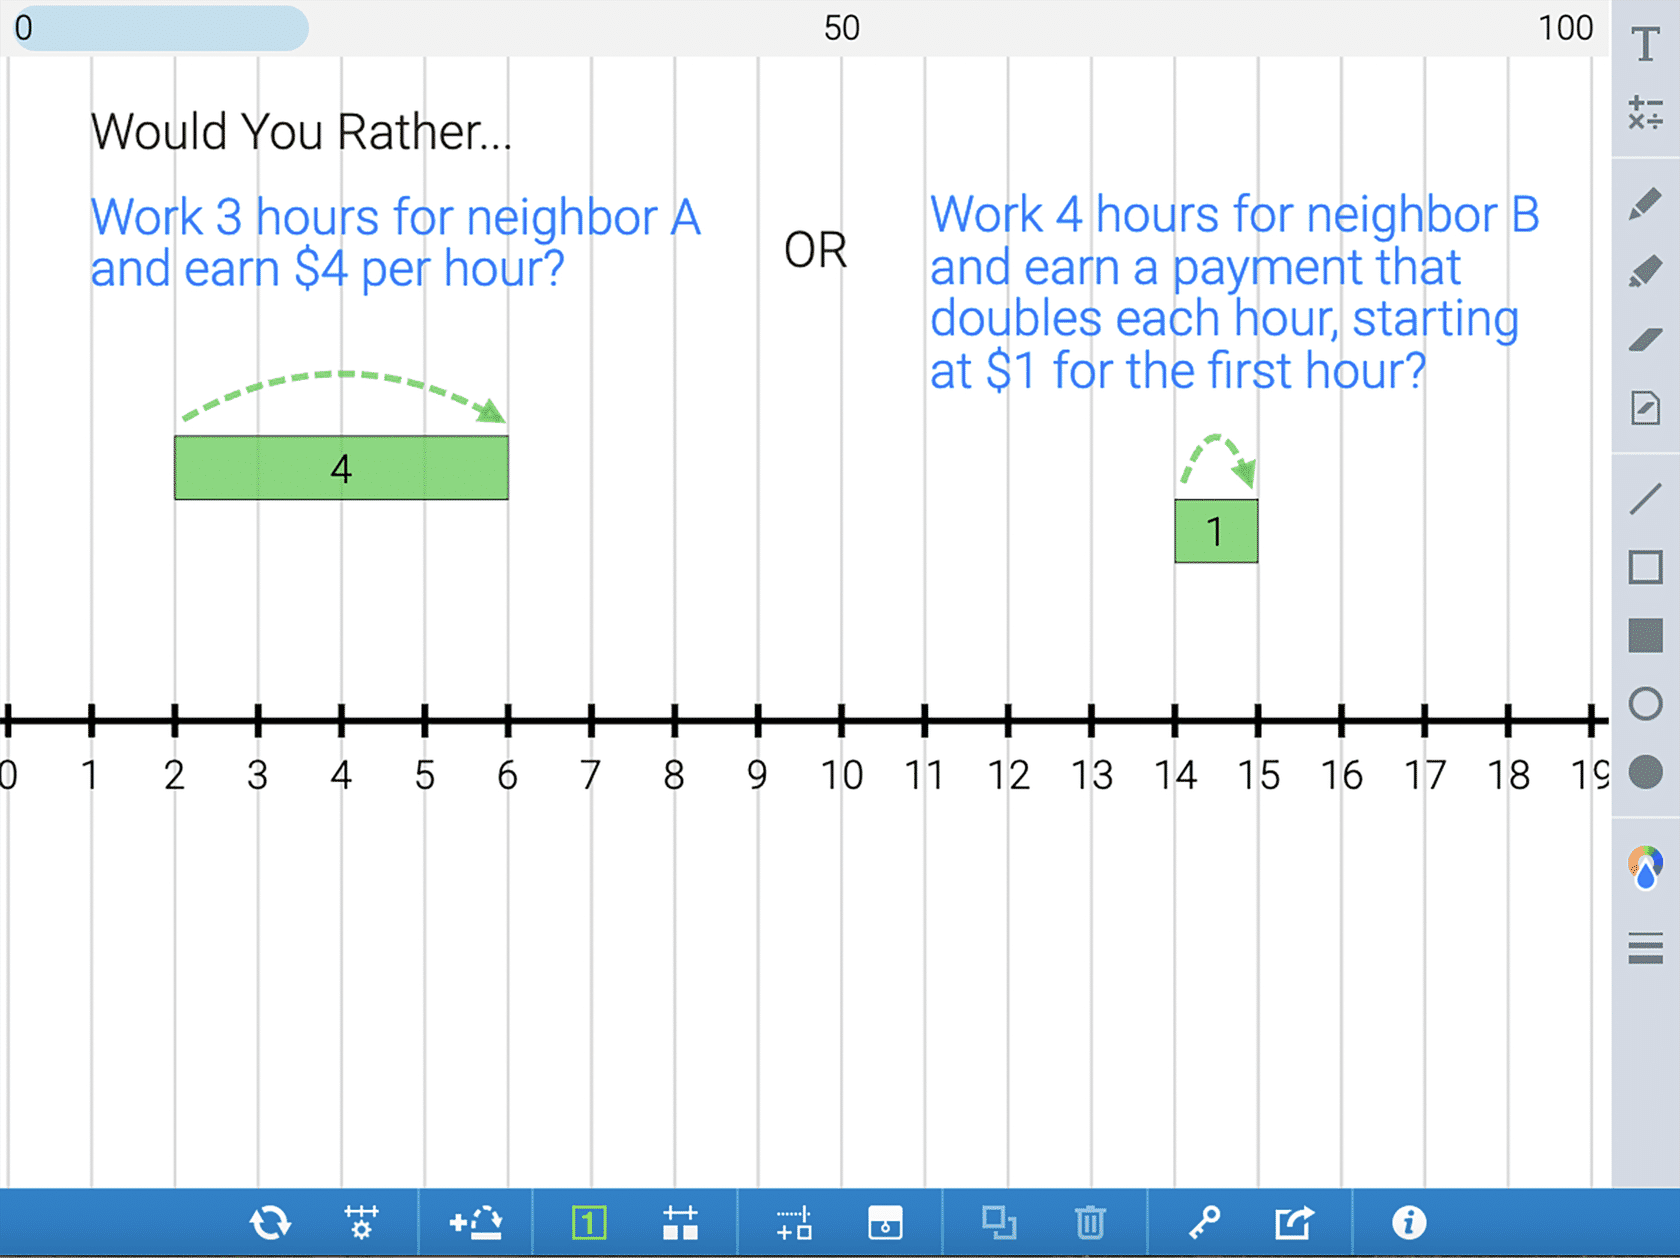 0 50 100
Would You Rather...
Work 3 hours for neighbor A
and earn $4 per hour?
OR
Work 4 hours for neighbor B
and earn a payment that
doubles each hour, starting
at $1 for the first hour?
4
1
0 1 2 3 4 5 6 7 8 9 10 11 12 13 14 15 16 17 18 19
1